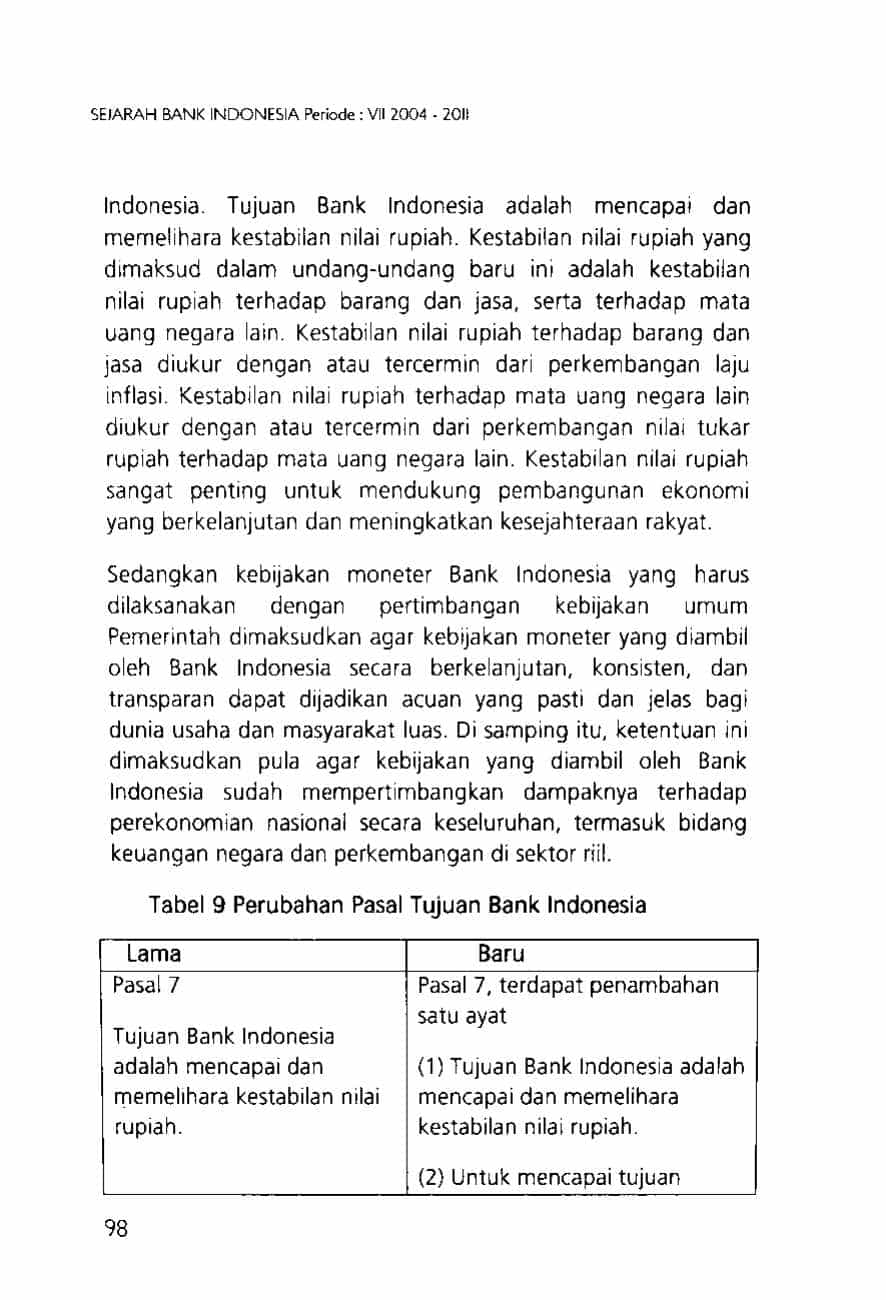 SEJARAH BANK INDONESIA Periode : VII 2004 - 2011
Indonesia. Tujuan Bank Indonesia adalah mencapai dan
memelihara kestabilan nilai rupiah. Kestabilan nilai rupiah yang
dimaksud dalam undang-undang baru ini adalah kestabilan
nilai rupiah terhadap barang dan jasa, serta terhadap mata
uang negara lain. Kestabilan nilai rupiah terhadap barang dan
jasa diukur dengan atau tercermin dari perkembangan laju
inflasi. Kestabilan nilai rupiah terhadap mata uang negara lain
diukur dengan atau tercermin dari perkembangan nilai tukar
rupiah terhadap mata uang negara lain. Kestabilan nilai rupiah
sangat penting untuk mendukung pembangunan ekonomi
yang berkelanjutan dan meningkatkan kesejahteraan rakyat.
Sedangkan kebijakan moneter Bank Indonesia yang harus
dilaksanakan dengan pertimbangan kebijakan umum
Pemerintah dimaksudkan agar kebijakan moneter yang diambil
oleh Bank Indonesia secara berkelanjutan, konsisten, dan
transparan dapat dijadikan acuan yang pasti dan jelas bagi
dunia usaha dan masyarakat luas. Di samping itu, ketentuan ini
dimaksudkan pula agar kebijakan yang diambil oleh Bank
Indonesia sudah mempertimbangkan dampaknya terhadap
perekonomian nasional secara keseluruhan, termasuk bidang
keuangan negara dan perkembangan di sektor riil.
Tabel 9 Perubahan Pasal Tujuan Bank Indonesia
Lama
Baru
Pasal 7
Tujuan Bank Indonesia
adalah mencapai dan
memelihara kestabilan nilai
rupiah.
Pasal 7, terdapat penambahan
satu ayat
(1) Tujuan Bank Indonesia adalah
mencapai dan memelihara
kestabilan nilai rupiah.
(2) Untuk mencapai tujuan
98